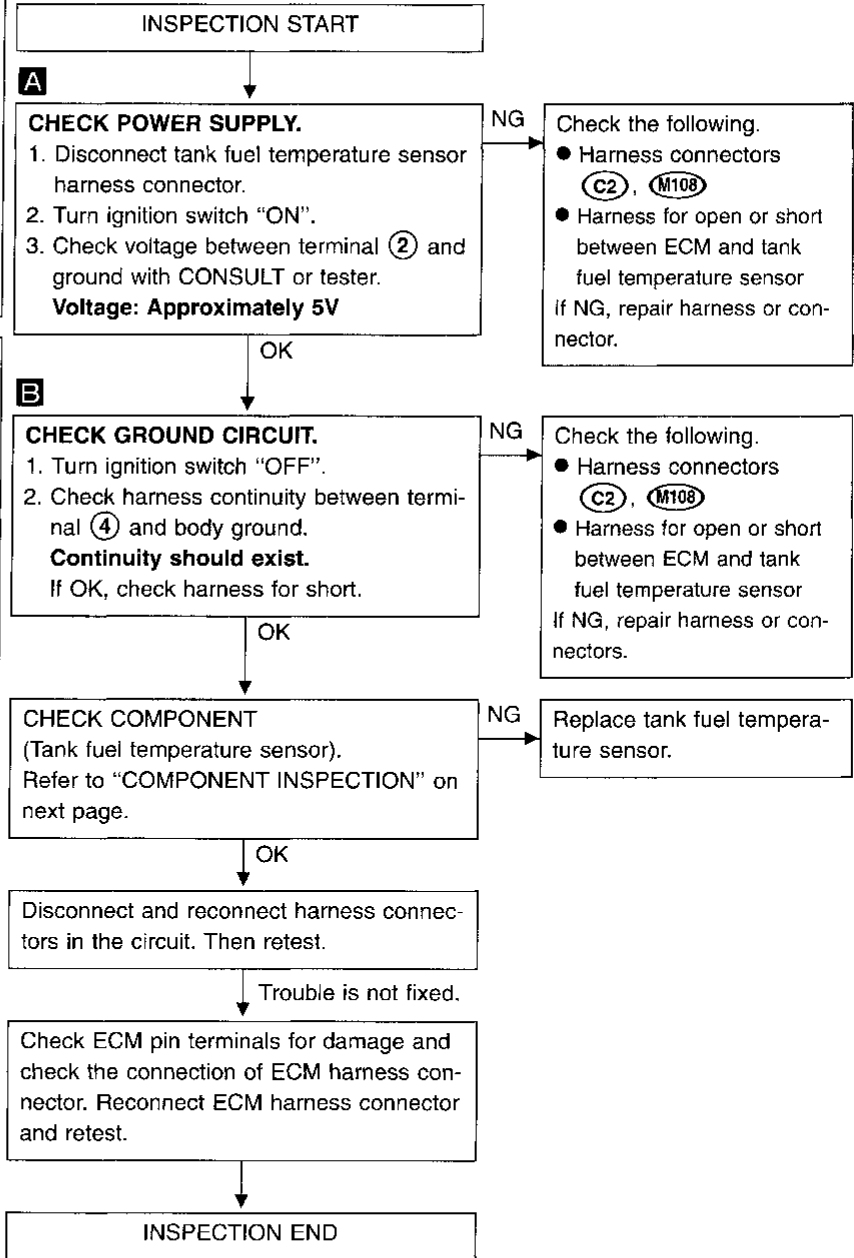 INSPECTION START
A
CHECK POWER SUPPLY.
1. Disconnect tank fuel temperature sensor
harness connector.
2. Turn ignition switch “ON”.
3. Check voltage between terminal ② and
ground with CONSULT or tester.
Voltage: Approximately 5V
NG
Check the following.
● Harness connectors
C2, M108
● Harness for open or short
between ECM and tank
fuel temperature sensor
If NG, repair harness or con-
nector.
OK
B
CHECK GROUND CIRCUIT.
1. Turn ignition switch “OFF”.
2. Check harness continuity between termi-
nal ④ and body ground.
Continuity should exist.
If OK, check harness for short.
NG
Check the following.
● Harness connectors
C2, M108
● Harness for open or short
between ECM and tank
fuel temperature sensor
If NG, repair harness or con-
nectors.
OK
CHECK COMPONENT
(Tank fuel temperature sensor).
Refer to “COMPONENT INSPECTION” on
next page.
NG
Replace tank fuel tempera-
ture sensor.
OK
Disconnect and reconnect harness connec-
tors in the circuit. Then retest.
Trouble is not fixed.
Check ECM pin terminals for damage and
check the connection of ECM harness con-
nector. Reconnect ECM harness connector
and retest.
INSPECTION END